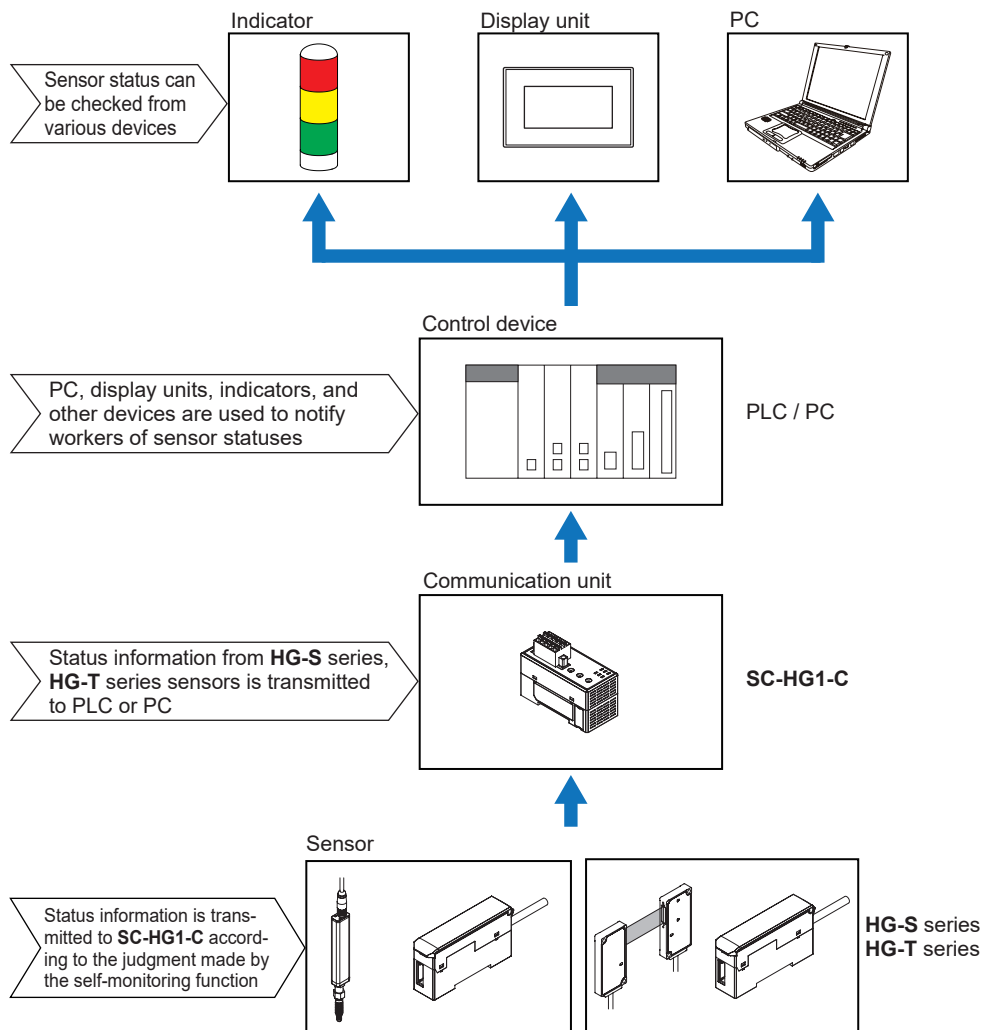 Indicator
Display unit
PC
Sensor status can
be checked from
various devices
Control device
PC, display units, indicators, and
other devices are used to notify
workers of sensor statuses
PLC / PC
Communication unit
Status information from HG-S series,
HG-T series sensors is transmitted
to PLC or PC
SC-HG1-C
Sensor
Status information is trans-
mitted to SC-HG1-C accord-
ing to the judgment made by
the self-monitoring function
HG-S series
HG-T series